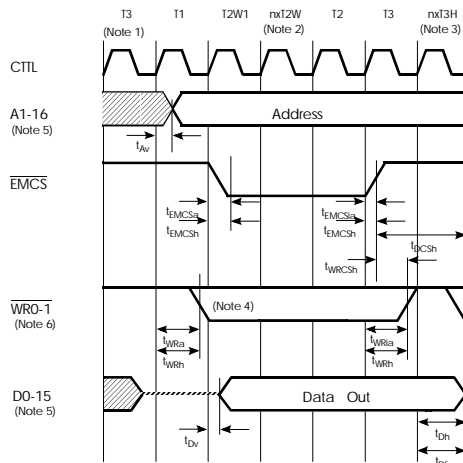 T3 T1 T2W1 nxT2W T2 T3 nxT3H
(Note 1) (Note 2) (Note 3)
CTTL
A1-16 Address
(Note 5)
tAv
EMCS
tEMCSa tEMCSia
tEMCSh tEMCSh
tDCSh
tWRCSh
WR0-1 (Note 4)
(Note 6)
tWRa tWRia
tWRh tWRh
D0-15 Data Out
(Note 5)
tDv tDh